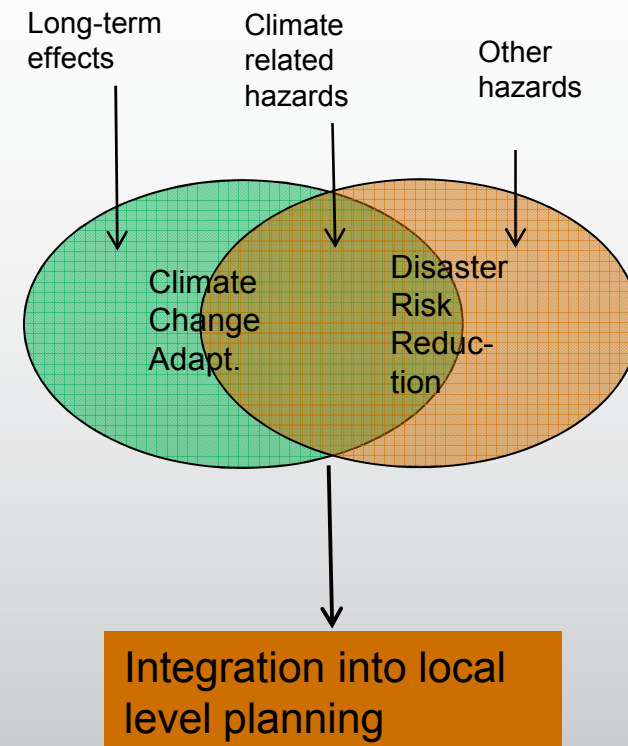 Long-term
effects
Climate
related
hazards
Other
hazards
Climate
Change
Adapt.
Disaster
Risk
Reduc-
tion
Integration into local
level planning